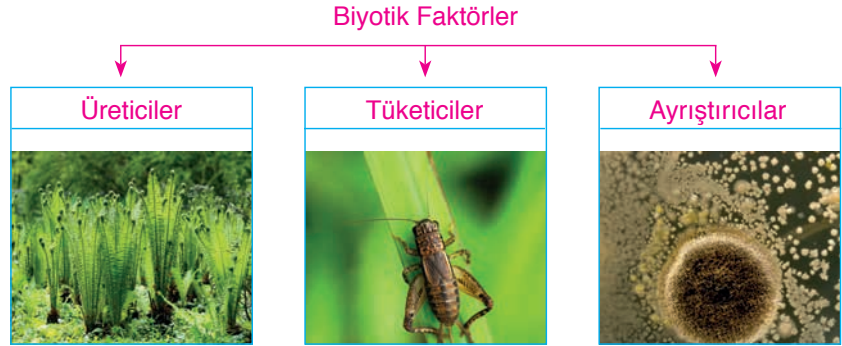 Biyotik Faktörler
Üreticiler
Tüketiciler
Ayrıştırıcılar